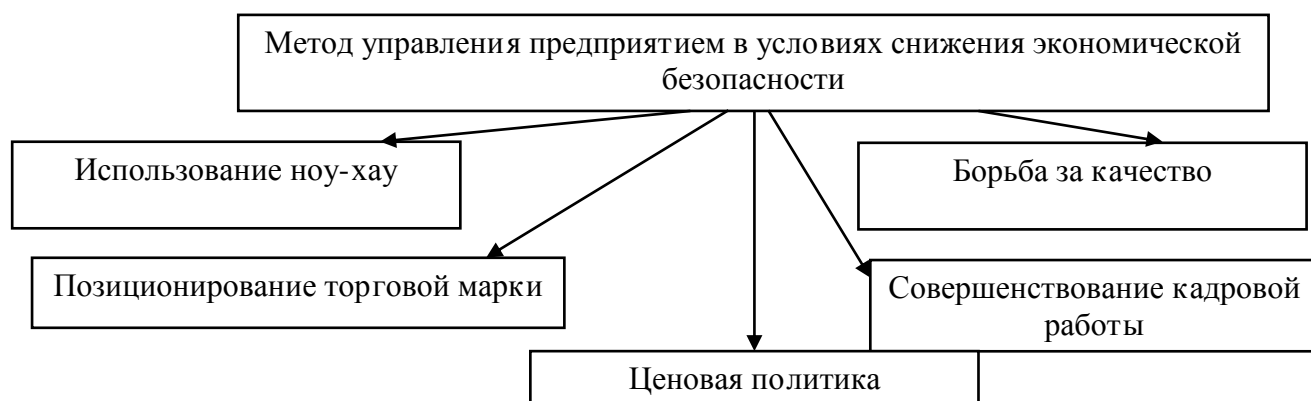 Метод управления предприятием в условиях снижения экономической
безопасности
Использование ноу-хау
Борьба за качество
Позиционирование торговой марки
Совершенствование кадровой
работы
Ценовая политика